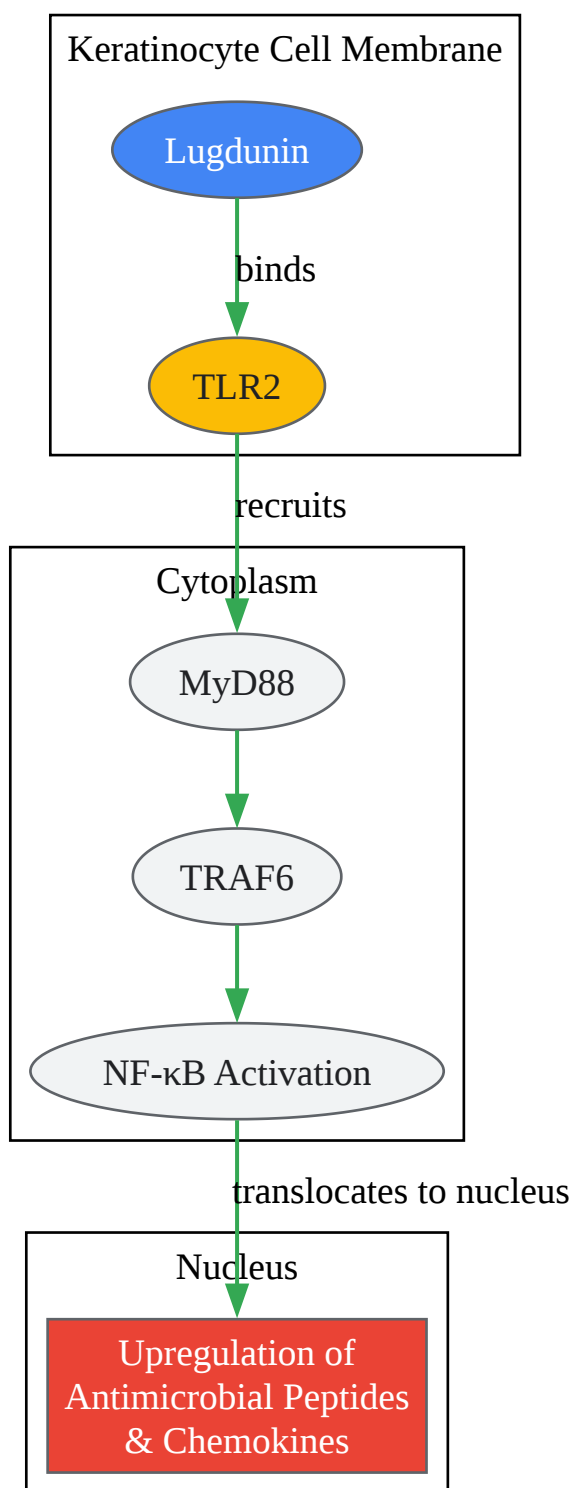 Keratinocyte Cell Membrane
Lugdunin
binds
TLR2
recruits
Cytoplasm
MyD88
TRAF6
NF-κB Activation
translocates to nucleus
Nucleus
Upregulation of
Antimicrobial Peptides
& Chemokines